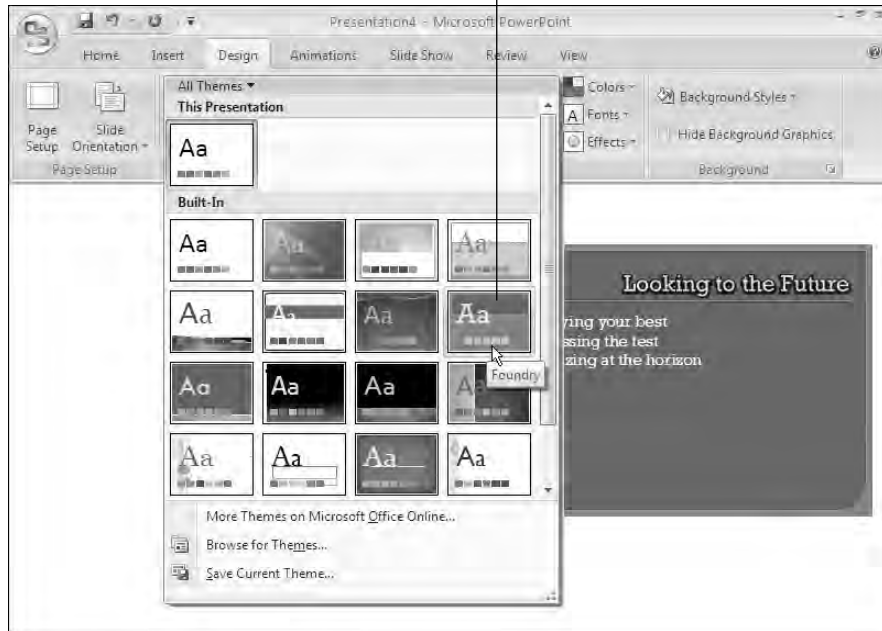 Presentation4 - Microsoft PowerPoint
Home Insert Design Animations Slide Show Review View
Page Setup
Slide Orientation
Page Setup
All Themes
This Presentation
Aa
Built-In
Aa Aa Aa Aa
Aa Aa Aa Aa
Foundry
Aa Aa Aa Aa
Aa Aa Aa Aa
More Themes on Microsoft Office Online...
Browse for Themes...
Save Current Theme...
Colors
A Fonts
Effects
Background Styles
Hide Background Graphics
Background
Looking to the Future
your best
the test
at the horizon